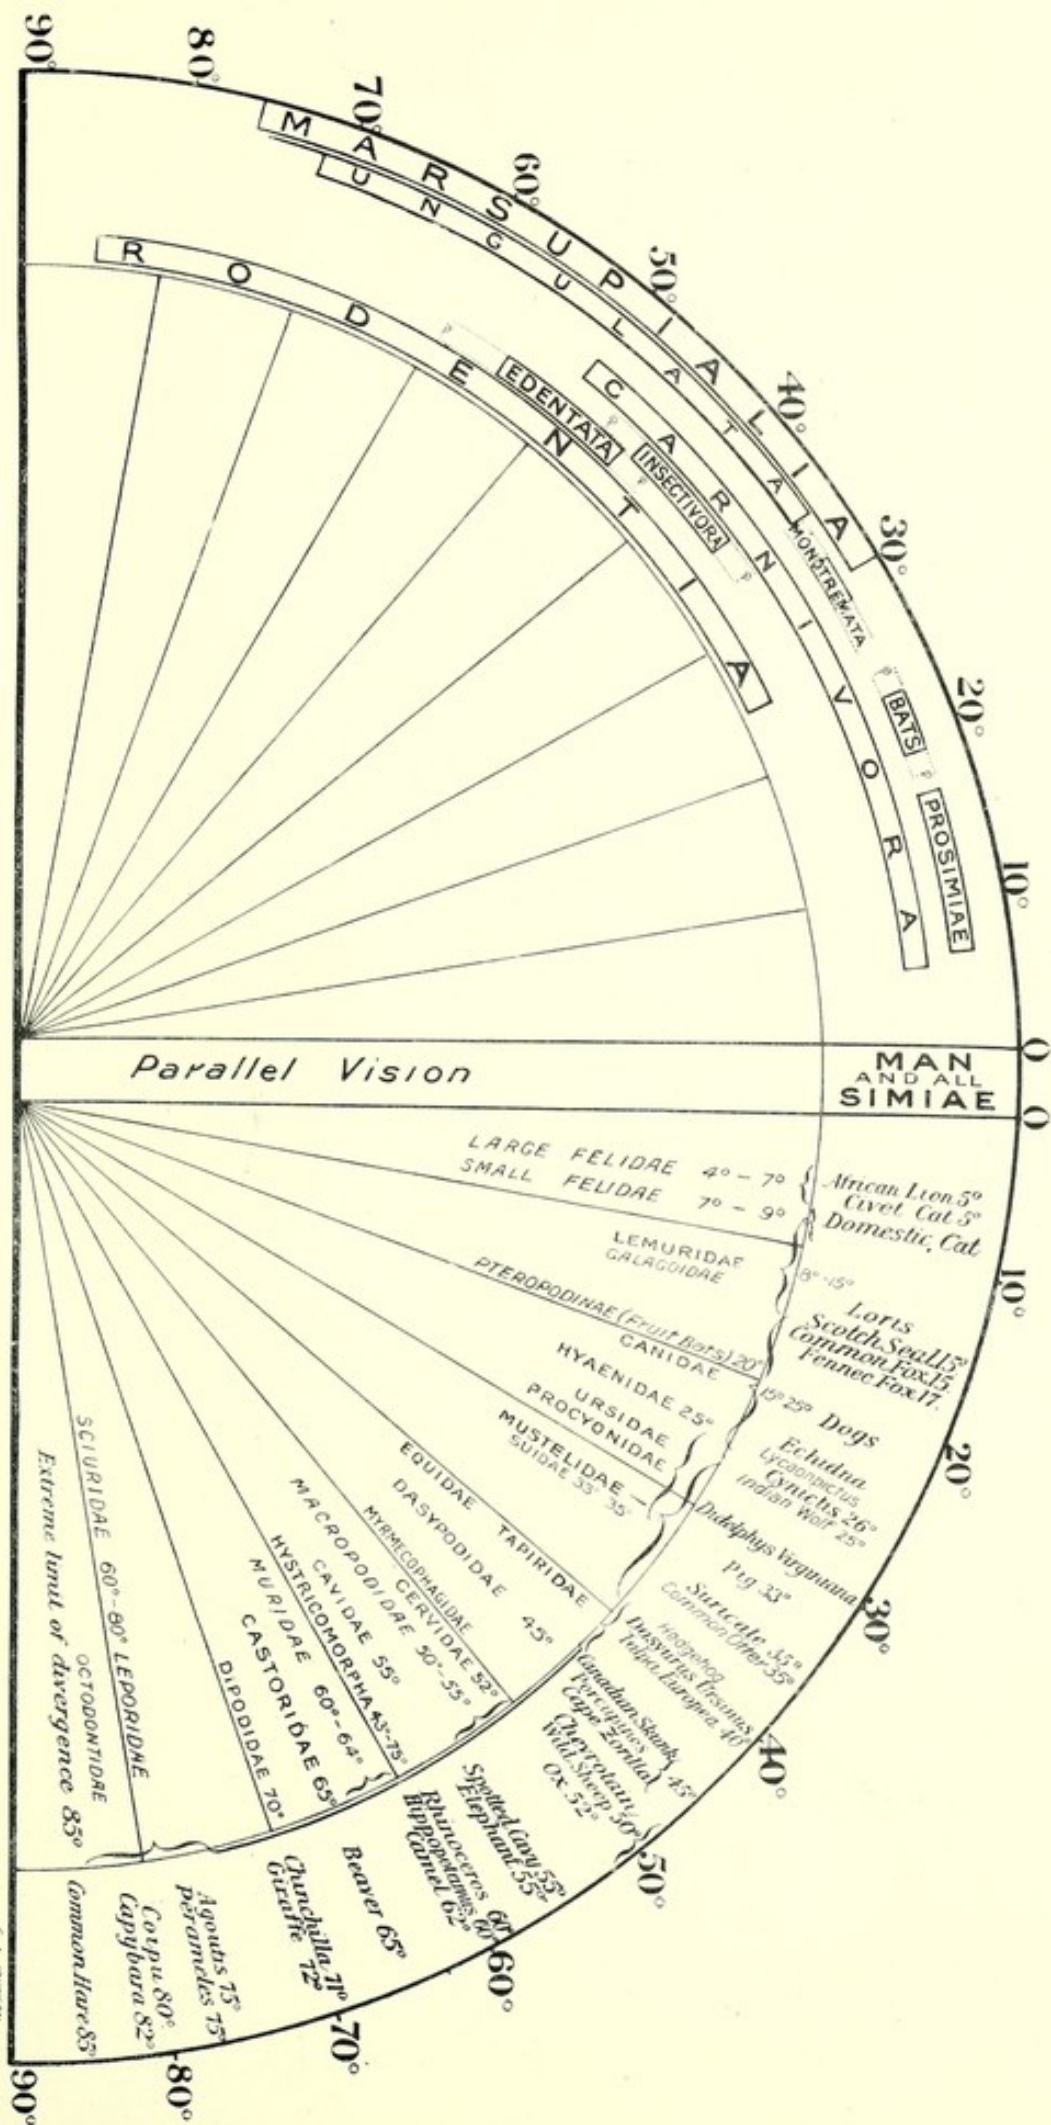 90°
80°
70°
60°
50°
40°
30°
20°
10°
0
MARSUPIALIA
UNGULATA
RODENTIA
EDENTATA
CARNIVORA
INSECTIVORA
MONOTREMATA
BATS
PROSIMIAE
Parallel Vision
MAN
AND ALL
SIMIAE
0
10°
20°
30°
40°
50°
60°
70°
80°
90°
LARGE FELIDAE 4° - 7°
SMALL FELIDAE 7° - 9°
LEMURIDAE
GALAGOIDAE
8°-15°
PTEROPODINAE (Fruit Bats) 20°
CANIDAE
15° 25°
HYAENIDAE 25°
URSIDAE
PROCYONIDAE
MUSTELIDAE
SUIDAE 33° 35°
EQUIDAE TAPIRIDAE
DASYPODIDAE 45°
MYRMECOPHAGIDAE
CERVIDAE 52°
MACROPODIDAE 50°-55°
CAVIDAE 55°
HYSTRICOMORPHA 43°-75°
MURIDAE 60°-64°
CASTORIDAE 65°
DIPODIDAE 70°
SCIURIDAE 60°-80° LEPORIDAE
OCTODONTIDAE
Extreme limit of divergence 85°
African Lion 5°
Civet Cat 5°
Domestic, Cat
Loris
Scotch Seal 15°
Common Fox 15.
Fennec Fox 17.
Dogs
Echidna
Lycaonpictus
Cynichs 26°
Indian Wolf 25°
Didelphys Virginiana
Pig 33°
Suricate 35°
Common Otter 35°
Hedgehog
Dasyurus Ursinus
Talpa Europea 40°
Canadian Skunk
Porcupines
Cape Zorilla
45°
Chevrotain
Wild Sheep 50°
Ox 52°
Spotted Cavy 55°
Elephant 55°
Rhinoceros 60°
Hippopotamus 60°
Camel 62°
Beaver 65°
Chinchilla 71°
Giraffe 72°
Agoutis 75°
Perameles 75°
Coypu 80°
Capybara 82°
Common Hare 85°